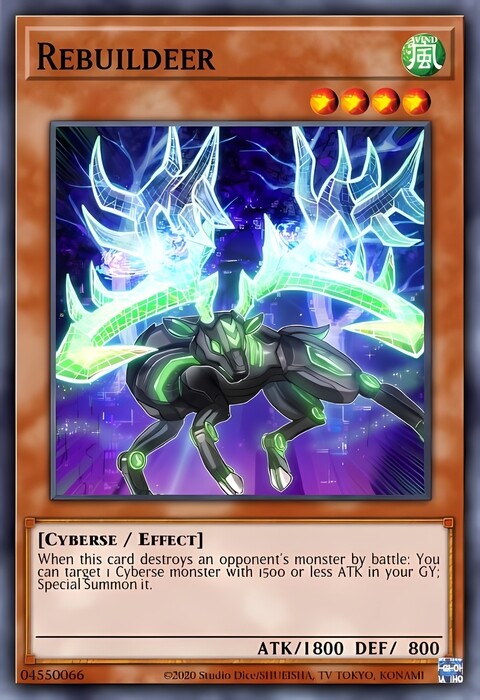 REBUILDEER
WIND
風
[CYBERSE / EFFECT]
When this card destroys an opponent's monster by battle: You
can target 1 Cyberse monster with 1500 or less ATK in your GY;
Special Summon it.
ATK/1800 DEF/ 800
04550066
©2020 Studio Dice/SHUEISHA, TV TOKYO, KONAMI